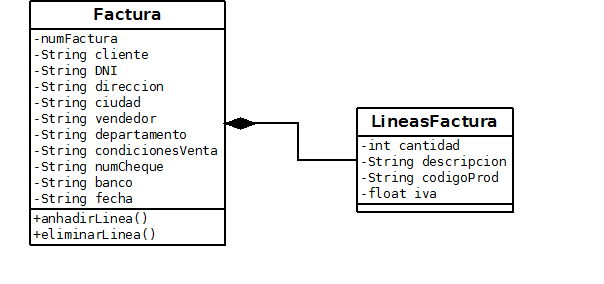 Factura
-numFactura
-String cliente
-String DNI
-String direccion
-String ciudad
-String vendedor
-String departamento
-String condicionesVenta
-String numCheque
-String banco
-String fecha
+anhadirLinea()
+eliminarLinea()
LineasFactura
-int cantidad
-String descripcion
-String codigoProd
-float iva